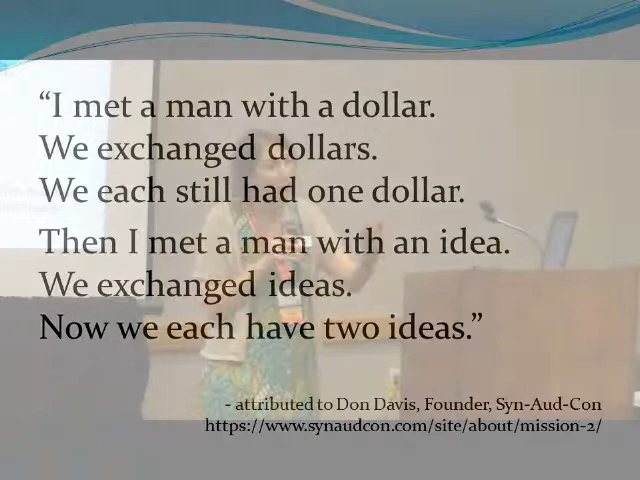 “I met a man with a dollar.
We exchanged dollars.
We each still had one dollar.
Then I met a man with an idea.
We exchanged ideas.
Now we each have two ideas.”
- attributed to Don Davis, Founder, Syn-Aud-Con
https://www.synaudcon.com/site/about/mission-2/